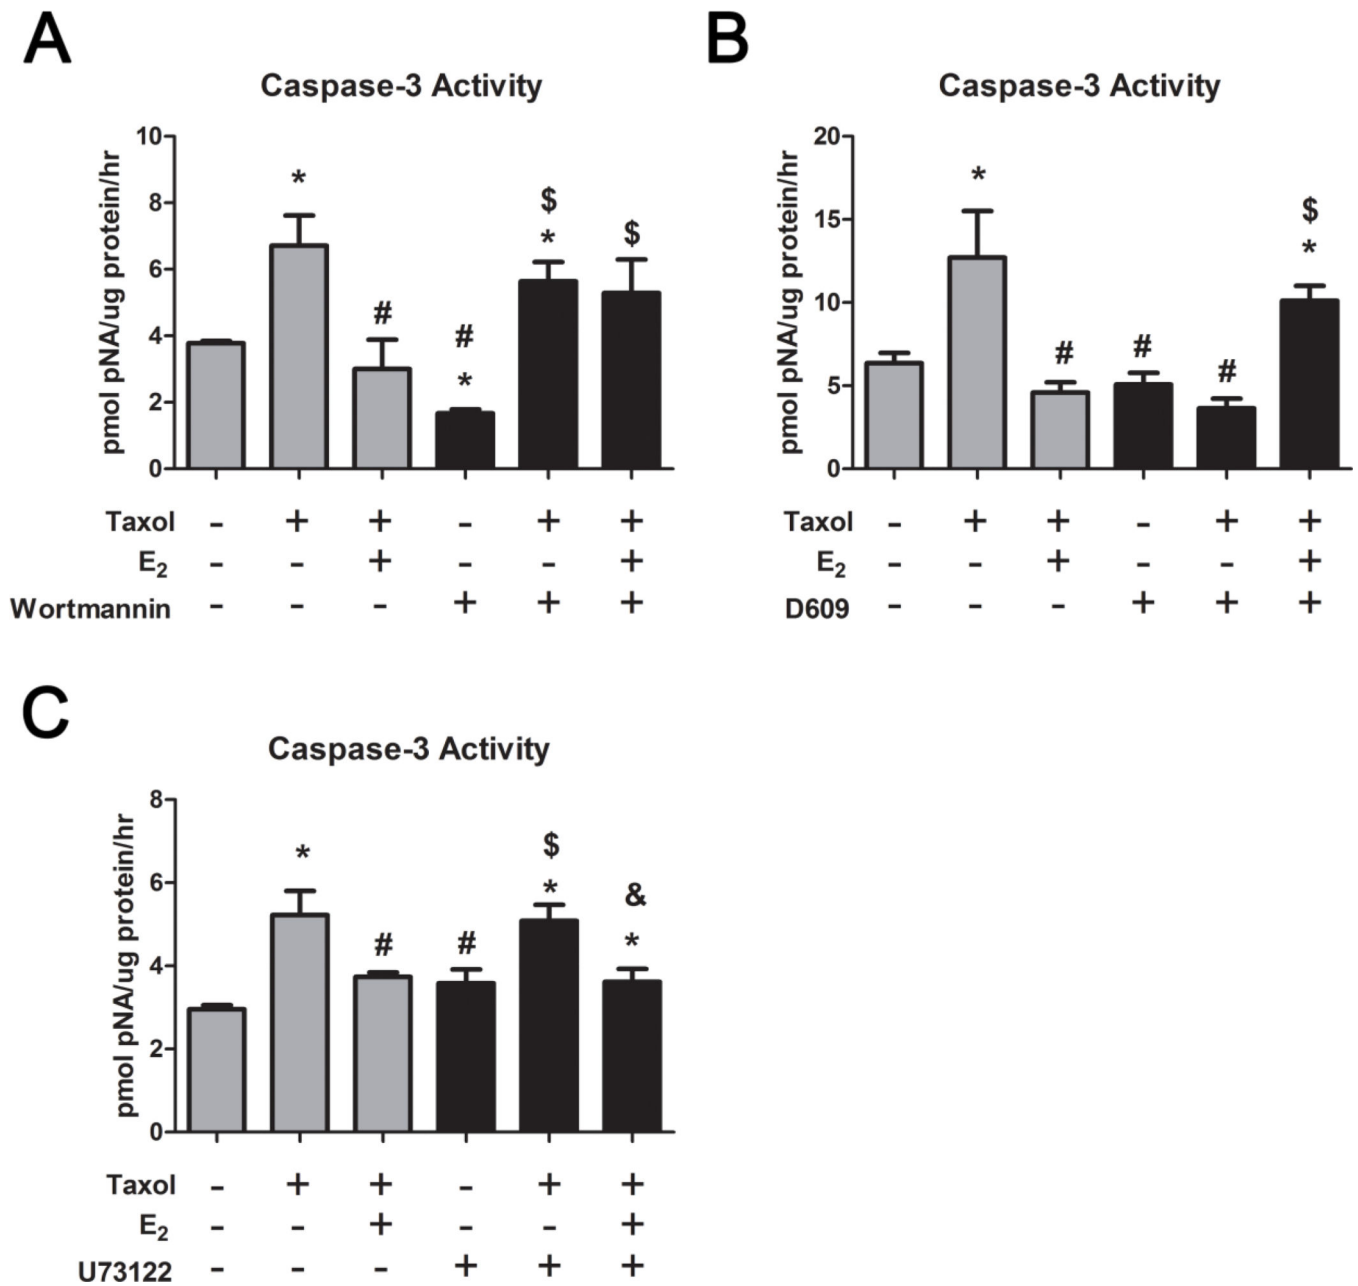 A
Caspase-3 Activity
pmol pNA/ug protein/hr
10
8
6
4
2
0
*
#
#
*
$
*
$
Taxol - + + - + +
E2 - - + - - +
Wortmannin - - - + + +
B
Caspase-3 Activity
pmol pNA/ug protein/hr
20
15
10
5
0
*
#
#
#
$
*
Taxol - + + - + +
E2 - - + - - +
D609 - - - + + +
C
Caspase-3 Activity
pmol pNA/ug protein/hr
8
6
4
2
0
*
#
#
$
*
&
*
Taxol - + + - + +
E2 - - + - - +
U73122 - - - + + +